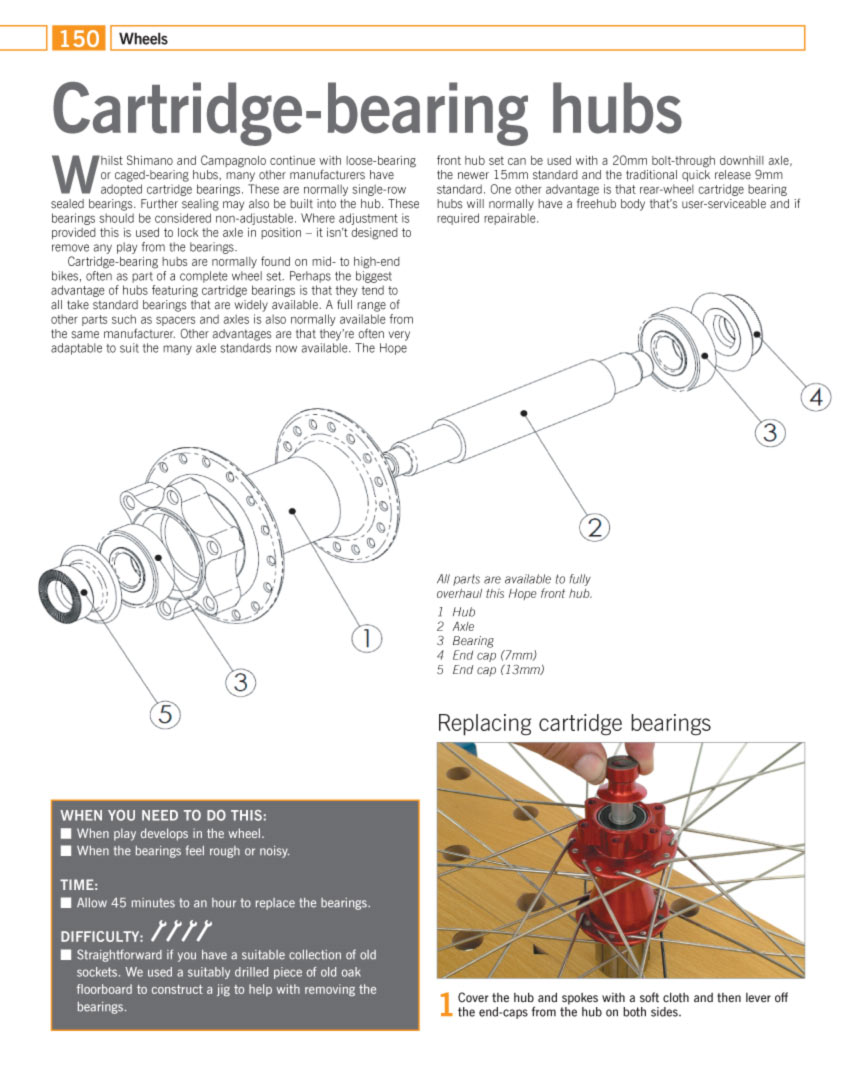 150 Wheels
Cartridge-bearing hubs
Whilst Shimano and Campagnolo continue with loose-bearing
or caged-bearing hubs, many other manufacturers have
adopted cartridge bearings. These are normally single-row
sealed bearings. Further sealing may also be built into the hub. These
bearings should be considered non-adjustable. Where adjustment is
provided this is used to lock the axle in position – it isn't designed to
remove any play from the bearings.
Cartridge-bearing hubs are normally found on mid- to high-end
bikes, often as part of a complete wheel set. Perhaps the biggest
advantage of hubs featuring cartridge bearings is that they tend to
all take standard bearings that are widely available. A full range of
other parts such as spacers and axles is also normally available from
the same manufacturer. Other advantages are that they're often very
adaptable to suit the many axle standards now available. The Hope
front hub set can be used with a 20mm bolt-through downhill axle,
the newer 15mm standard and the traditional quick release 9mm
standard. One other advantage is that rear-wheel cartridge bearing
hubs will normally have a freehub body that's user-serviceable and if
required repairable.
4
3
2
1
3
5
All parts are available to fully
overhaul this Hope front hub.
1 Hub
2 Axle
3 Bearing
4 End cap (7mm)
5 End cap (13mm)
WHEN YOU NEED TO DO THIS:
When play develops in the wheel.
When the bearings feel rough or noisy.
TIME:
Allow 45 minutes to an hour to replace the bearings.
DIFFICULTY:
Straightforward if you have a suitable collection of old
sockets. We used a suitably drilled piece of old oak
floorboard to construct a jig to help with removing the
bearings.
Replacing cartridge bearings
1 Cover the hub and spokes with a soft cloth and then lever off
the end-caps from the hub on both sides.